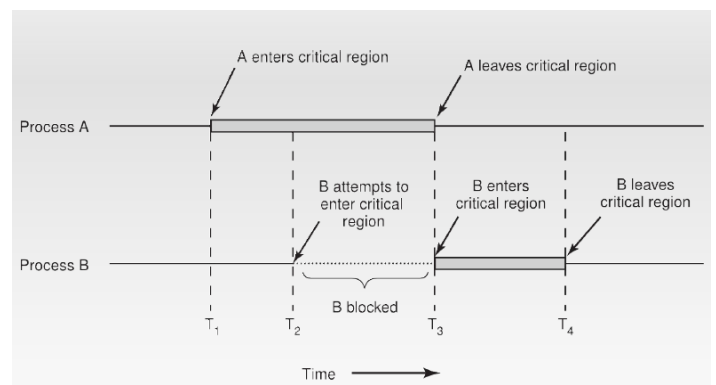 A enters critical region
A leaves critical region
Process A
B attempts to
enter critical
region
B enters
critical region
B leaves
critical region
Process B
B blocked
T1
T2
T3
T4
Time